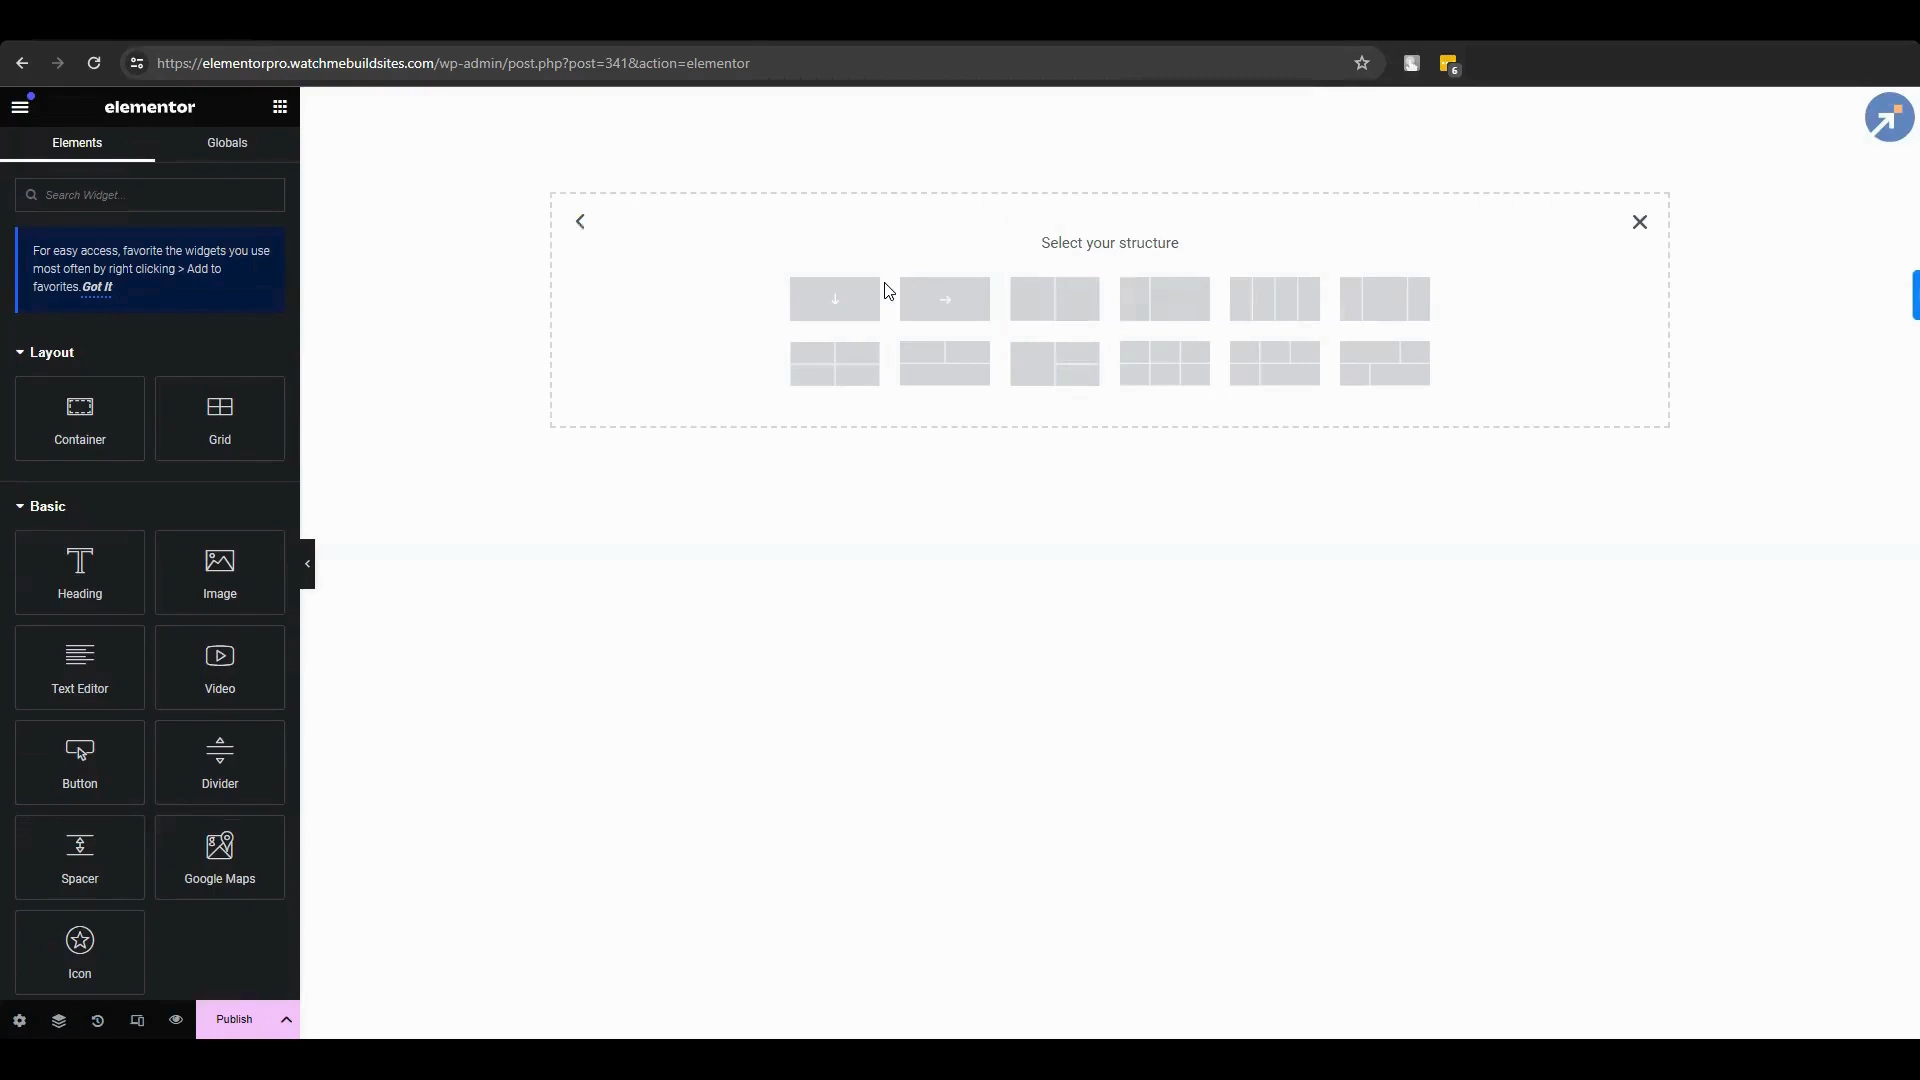 https://elementorpro.watchmebuildsites.com/wp-admin/post.php?post=341&action=elementor
6
elementor
Elements
Globals
Search Widget...
For easy access, favorite the widgets you use
most often by right clicking > Add to
favorites. Got It
Select your structure
Layout
Container
Grid
Basic
Heading
Image
Text Editor
Video
Button
Divider
Spacer
Google Maps
Icon
Publish